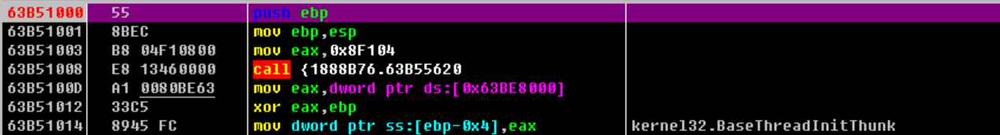 63B51000 55 push ebp
63B51001 8BEC mov ebp,esp
63B51003 B8 04F10800 mov eax,0x8F104
63B51008 E8 13460000 call {1888B76.63B55620
63B5100D A1 0080BE63 mov eax,dword ptr ds:[0x63BE8000]
63B51012 33C5 xor eax,ebp
63B51014 8945 FC mov dword ptr ss:[ebp-0x4],eax kernel32.BaseThreadInitThunk